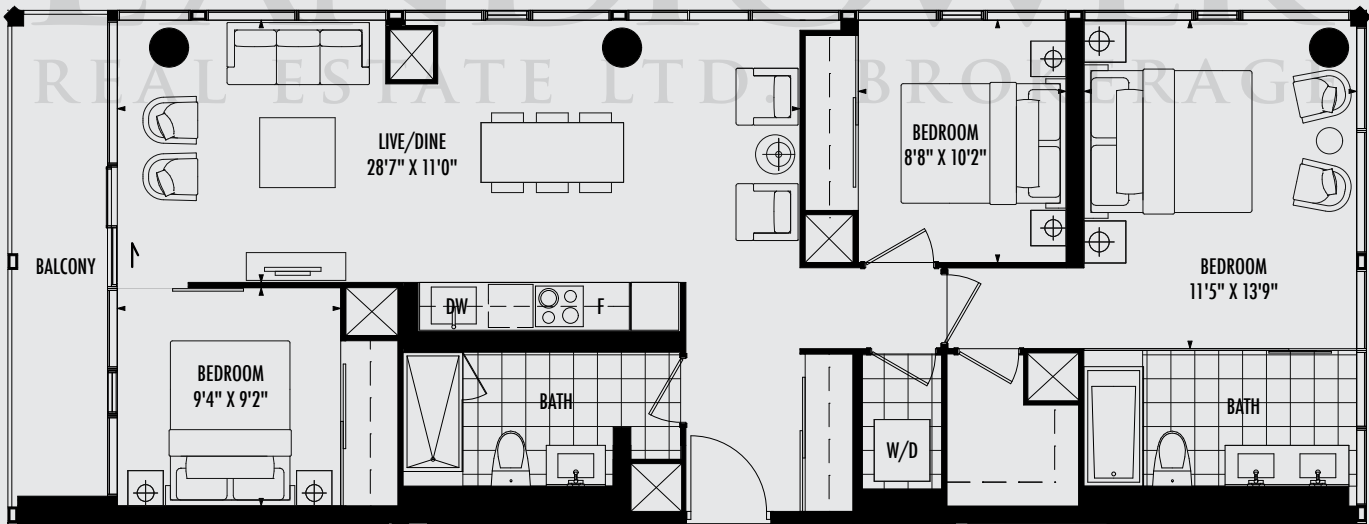 LANDPOWER
REAL ESTATE LTD. BROKERAGE
LIVE/DINE
28'7" X 11'0"
BEDROOM
8'8" X 10'2"
BALCONY
BEDROOM
11'5" X 13'9"
DW
F
BEDROOM
9'4" X 9'2"
BATH
W/D
BATH